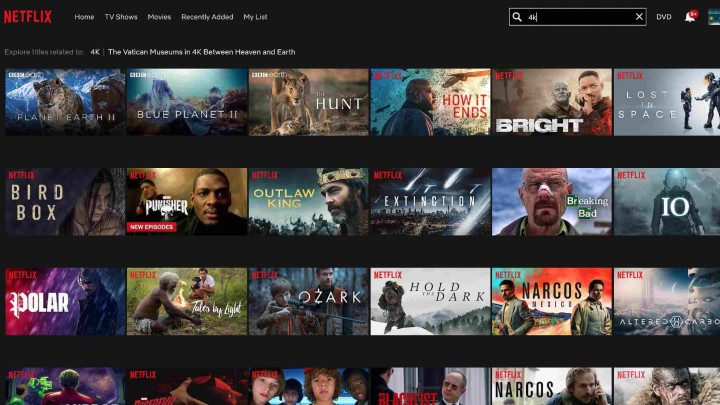 NETFLIX Home TV Shows Movies Recently Added My List 4k DVD 9+
Explore titles related to: 4K | The Vatican Museums in 4K Between Heaven and Earth
BBC earth BBC earth BBC earth NETFLIX NETFLIX NETFLIX
PLANET EARTH II BLUE PLANET II THE HUNT HOW IT ENDS BRIGHT LOST IN SPACE
NETFLIX NETFLIX NETFLIX NETFLIX NETFLIX
BIRD BOX PUNISHER OUTLAW KING EXTINCTION Breaking Bad IO
NEW EPISODES
NETFLIX NETFLIX NETFLIX NETFLIX NETFLIX NETFLIX
POLAR Tales by Light OZARK HOLD THE DARK NARCOS MEXICO ALTERED CARBO
NETFLIX NETFLIX NETFLIX NETFLIX NETFLIX
BLACKLIST NARCOS